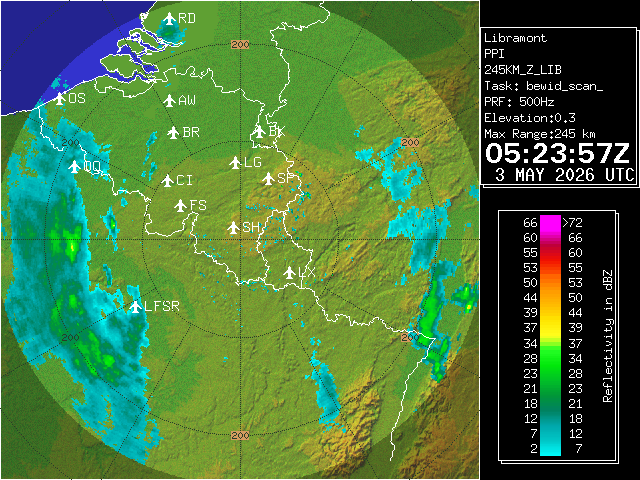 RD
200
OS
AW
BR
BK
200
200
QQ
LG
CI
SP
FS
SH
LX
LFSR
200
200
200
Libramont
PPI
245KM_Z_LIB
Task: bewid_scan_
PRF: 500Hz
Elevation:0.3
Max Range:245 km
05:23:57Z
3 MAY 2026 UTC
66 >72
60 66
55 60
53 55
50 53
44 50
39 44
37 39
34 37
28 34
23 28
21 23
18 21
12 18
7 12
2 7
Reflectivity in dBZ